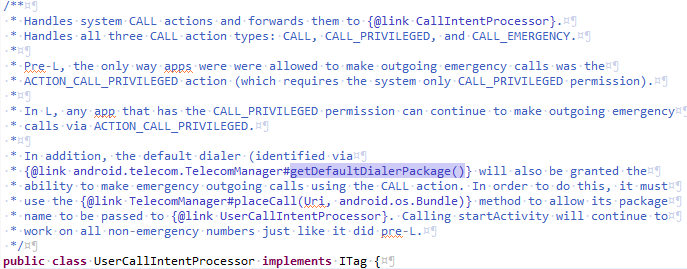 /**
* Handles system CALL actions and forwards them to {@link CallIntentProcessor}.
* Handles all three CALL action types: CALL, CALL_PRIVILEGED, and CALL_EMERGENCY.
*
* Pre-L, the only way apps were were allowed to make outgoing emergency calls was the
* ACTION_CALL_PRIVILEGED action (which requires the system only CALL_PRIVILEGED permission).
*
* In L, any app that has the CALL_PRIVILEGED permission can continue to make outgoing emergency
* calls via ACTION_CALL_PRIVILEGED.
*
* In addition, the default dialer (identified via
* {@link android.telecom.TelecomManager#getDefaultDialerPackage()} will also be granted the
* ability to make emergency outgoing calls using the CALL action. In order to do this, it must
* use the {@link TelecomManager#placeCall(Uri, android.os.Bundle)} method to allow its package
* name to be passed to {@link UserCallIntentProcessor}. Calling startActivity will continue to
* work on all non-emergency numbers just like it did pre-L.
*/
public class UserCallIntentProcessor implements ITag {